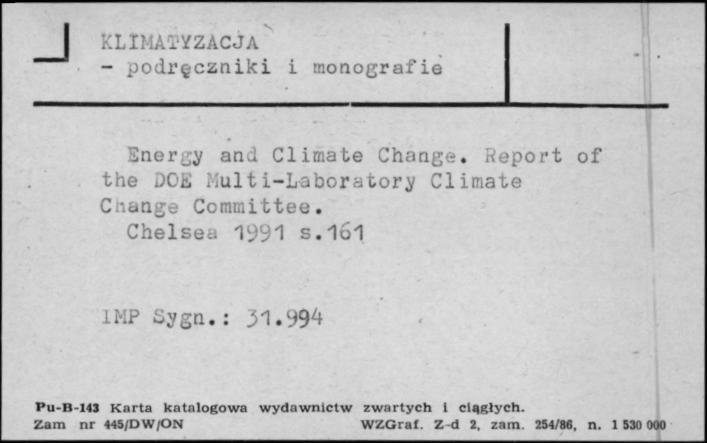 KLIMATYZACJA
- podręczniki i monografie
Energy and Climate Change. Report of
the DOE Multi-Laboratory Climate
Change Committee.
Chelsea 1991 s.161
IMP Sygn.: 31.994
Pu-B-143 Karta katalogowa wydawnictw zwartych i ciągłych.
Zam nr 445/DW/ON WZGraf. Z-d 2, zam. 254/86, n. 1 530 000